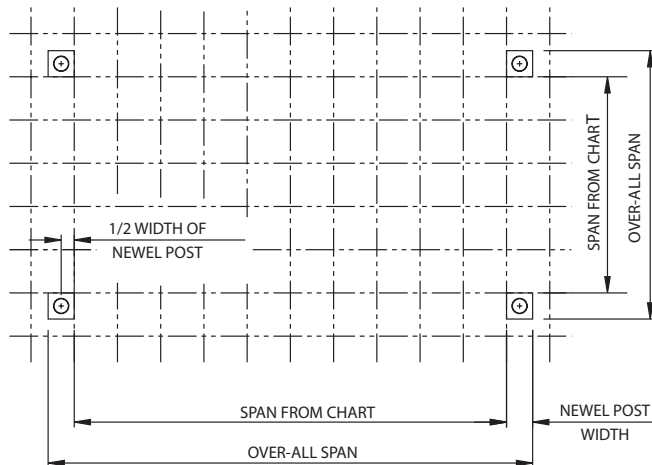 SPAN FROM CHART
OVER-ALL SPAN
1/2 WIDTH OF
NEWEL POST
SPAN FROM CHART
NEWEL POST
WIDTH
OVER-ALL SPAN